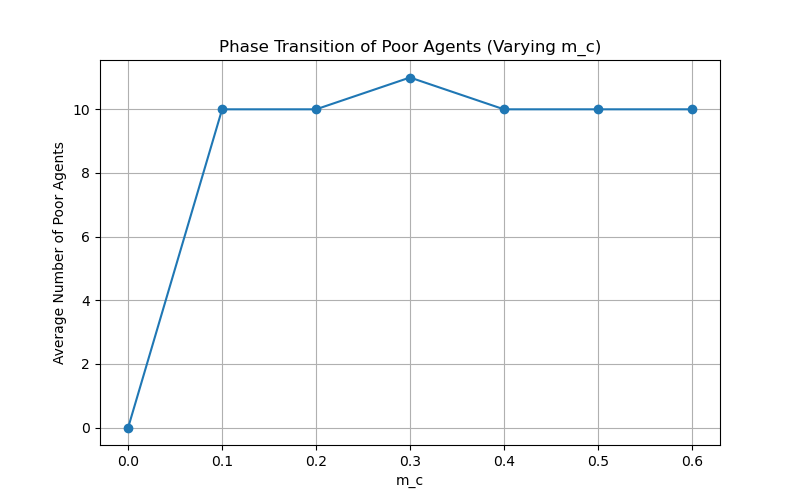 Phase Transition of Poor Agents (Varying m_c)
Average Number of Poor Agents
10
8
6
4
2
0
0.0 0.1 0.2 0.3 0.4 0.5 0.6
m_c